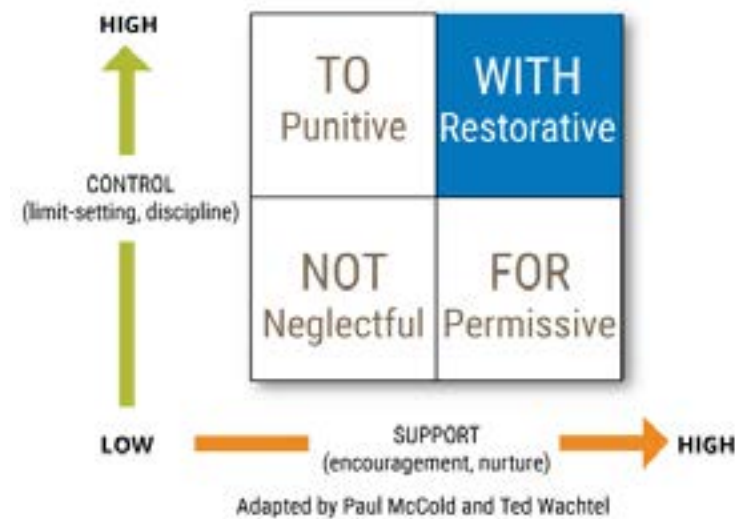 HIGH
TO
Punitive
WITH
Restorative
CONTROL
(limit-setting, discipline)
NOT
Neglectful
FOR
Permissive
LOW
SUPPORT
(encouragement, nurture)
HIGH
Adapted by Paul McCold and Ted Wachtel